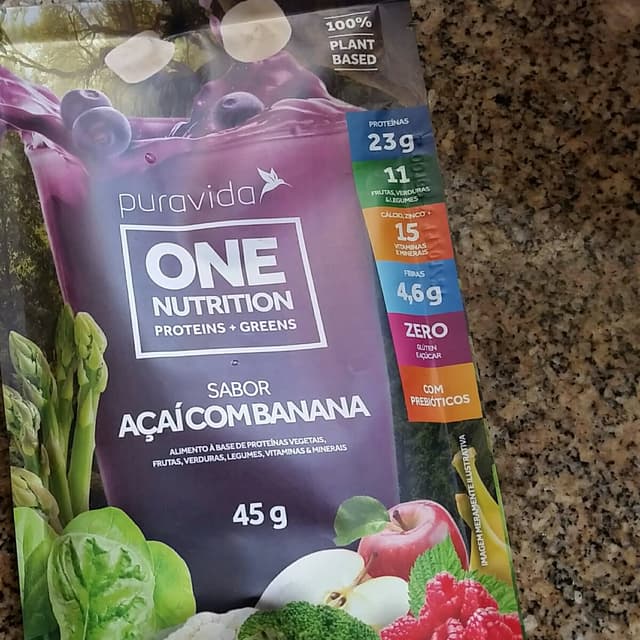 100%
PLANT
BASED
puravida
ONE
NUTRITION
PROTEINS + GREENS
SABOR
AÇAÍ COM BANANA
ALIMENTO À BASE DE PROTEÍNAS VEGETAIS,
FRUTAS, VERDURAS, LEGUMES, VITAMINAS & MINERAIS
45 g
PROTEÍNAS
23g
11
FRUTAS, VERDURAS
& LEGUMES
CÁLCIO, ZINCO +
15
VITAMINAS
E MINERAIS
FIBRAS
4,6g
ZERO
GLÚTEN
E AÇÚCAR
COM
PREBIÓTICOS
IMAGEM MERAMENTE ILUSTRATIVA